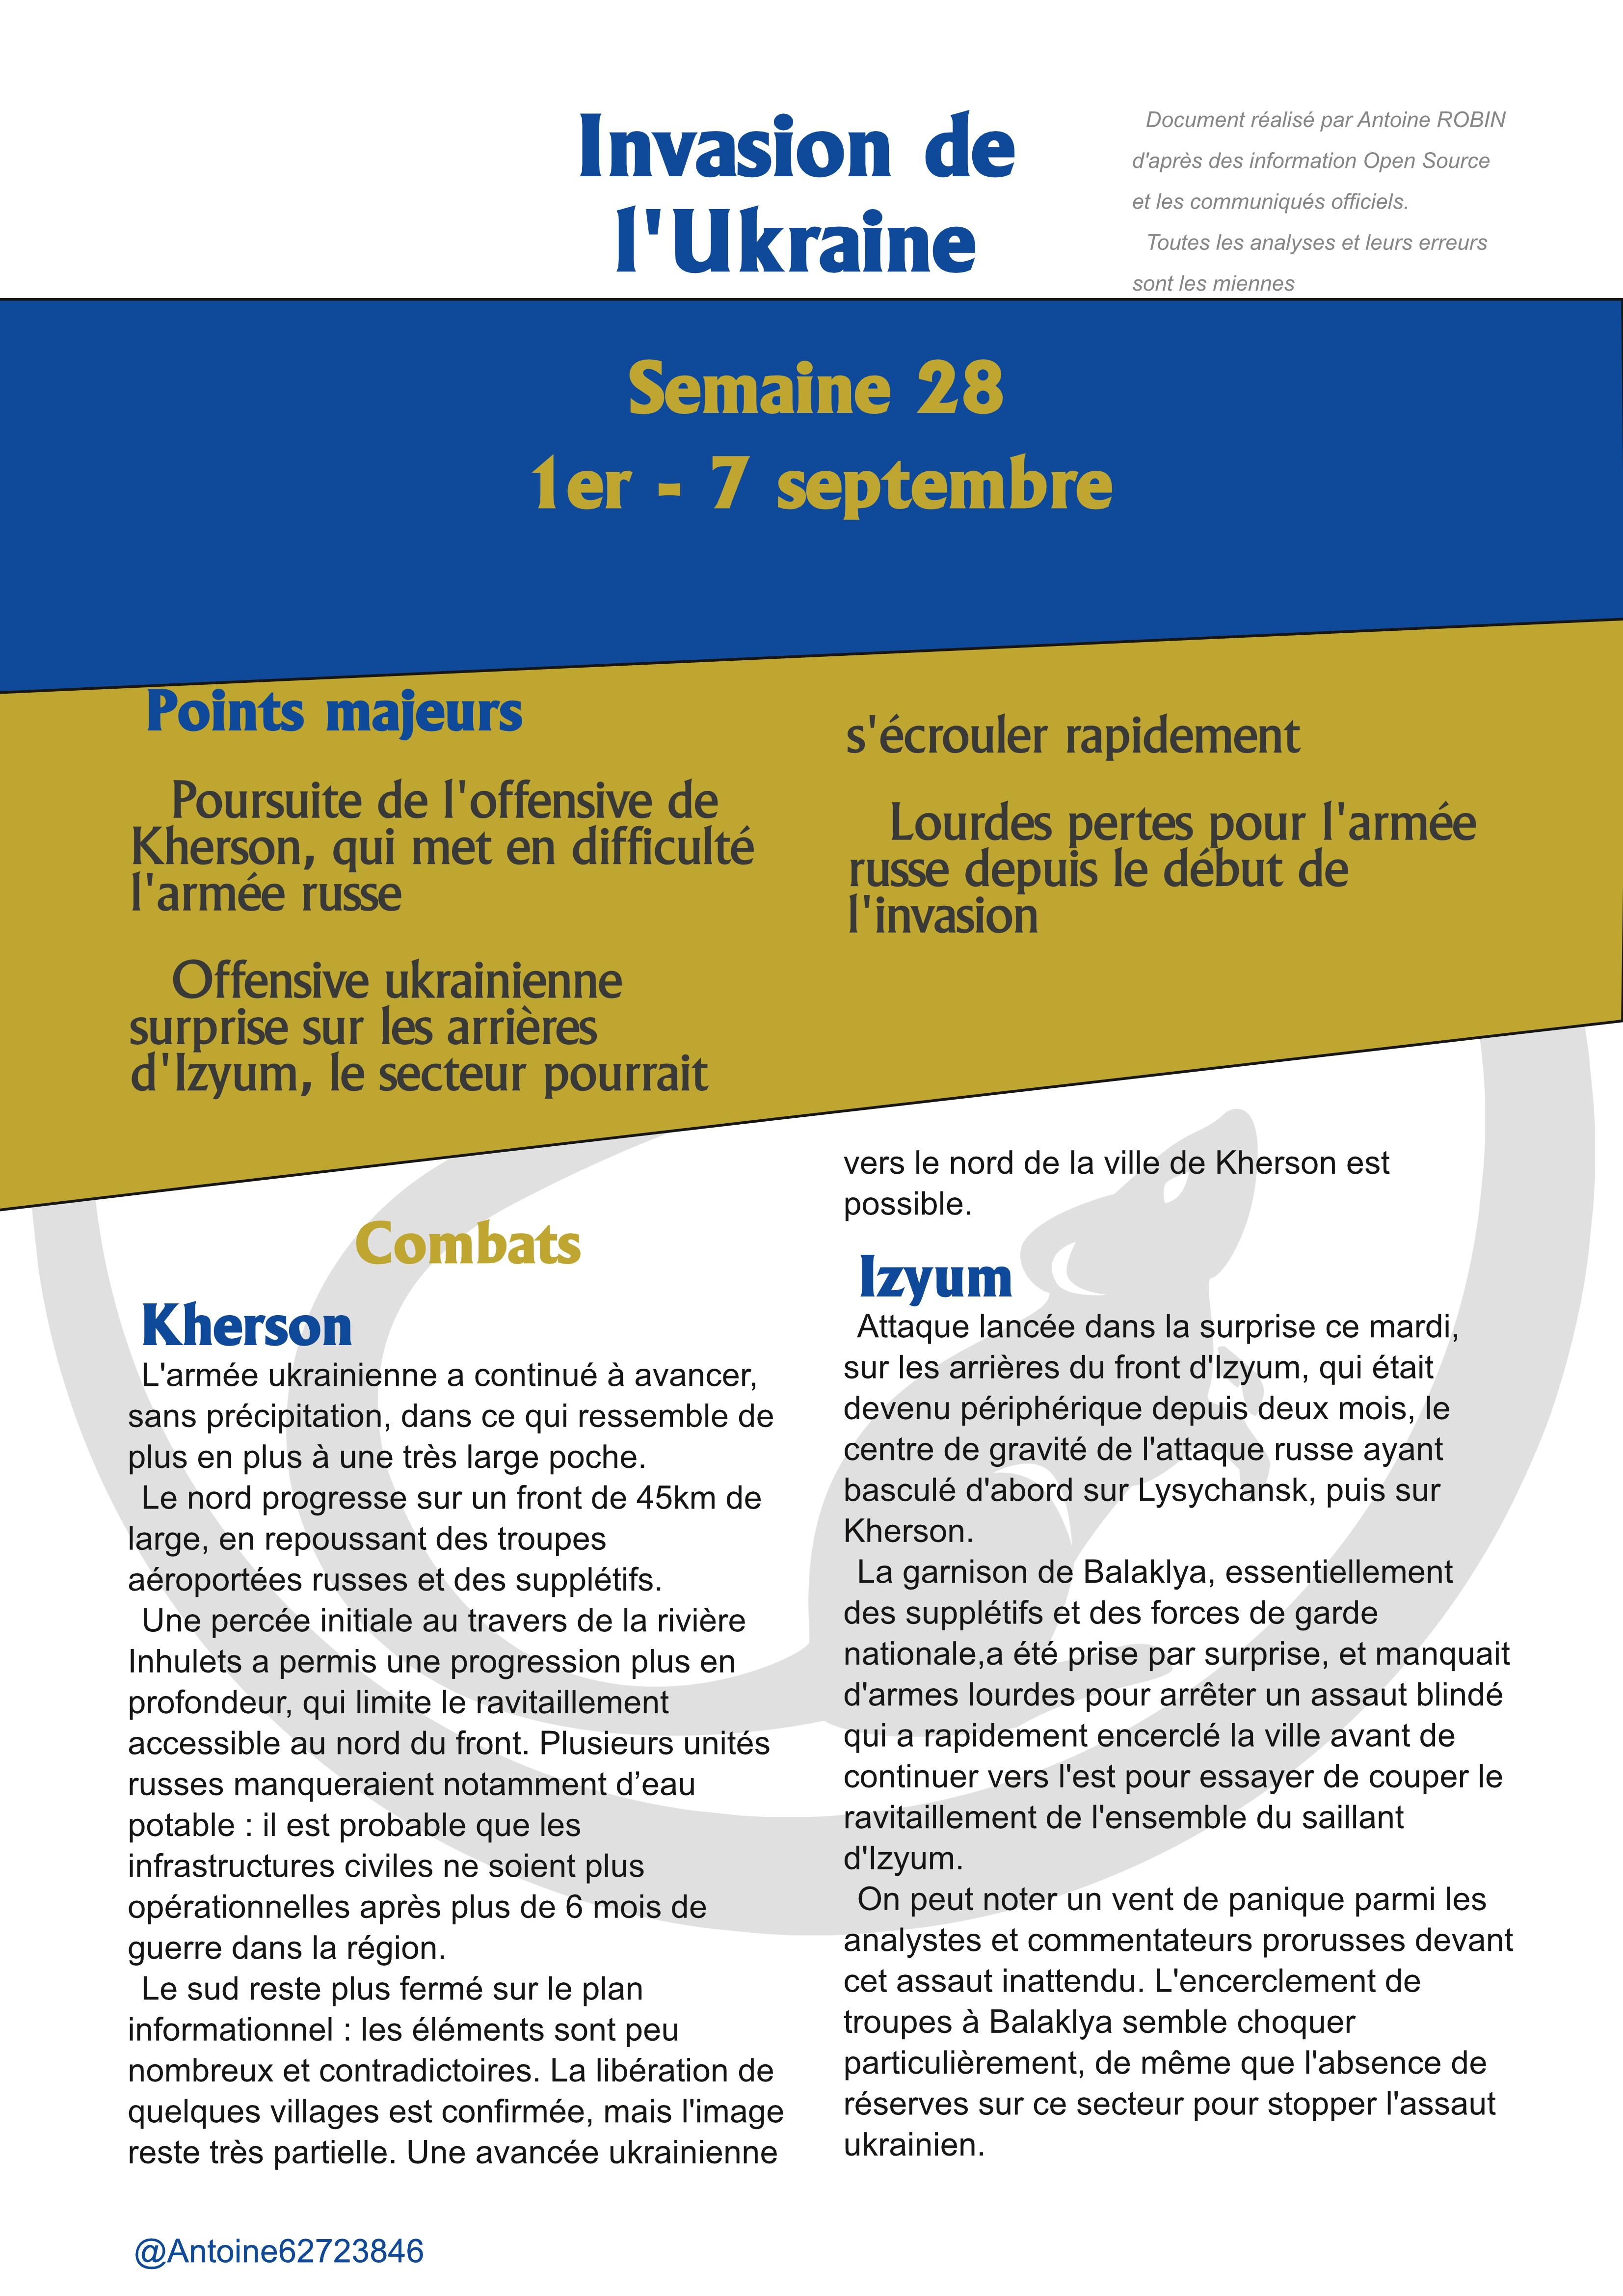 Invasion de
l'Ukraine
Document réalisé par Antoine ROBIN
d'après des information Open Source
et les communiqués officiels.
Toutes les analyses et leurs erreurs
sont les miennes
Semaine 28
1er - 7 septembre
Points majeurs
Poursuite de l'offensive de
Kherson, qui met en difficulté
l'armée russe
Offensive ukrainienne
surprise sur les arrières
d'Izyum, le secteur pourrait
s'écrouler rapidement
Lourdes pertes pour l'armée
russe depuis le début de
l'invasion
Combats
Kherson
L'armée ukrainienne a continué à avancer,
sans précipitation, dans ce qui ressemble de
plus en plus à une très large poche.
Le nord progresse sur un front de 45km de
large, en repoussant des troupes
aéroportées russes et des supplétifs.
Une percée initiale au travers de la rivière
Inhulets a permis une progression plus en
profondeur, qui limite le ravitaillement
accessible au nord du front. Plusieurs unités
russes manqueraient notamment d’eau
potable : il est probable que les
infrastructures civiles ne soient plus
opérationnelles après plus de 6 mois de
guerre dans la région.
Le sud reste plus fermé sur le plan
informationnel : les éléments sont peu
nombreux et contradictoires. La libération de
quelques villages est confirmée, mais l'image
reste très partielle. Une avancée ukrainienne
vers le nord de la ville de Kherson est
possible.
Izyum
Attaque lancée dans la surprise ce mardi,
sur les arrières du front d'Izyum, qui était
devenu périphérique depuis deux mois, le
centre de gravité de l'attaque russe ayant
basculé d'abord sur Lysychansk, puis sur
Kherson.
La garnison de Balaklya, essentiellement
des supplétifs et des forces de garde
nationale,a été prise par surprise, et manquait
d'armes lourdes pour arrêter un assaut blindé
qui a rapidement encerclé la ville avant de
continuer vers l'est pour essayer de couper le
ravitaillement de l'ensemble du saillant
d'Izyum.
On peut noter un vent de panique parmi les
analystes et commentateurs prorusses devant
cet assaut inattendu. L'encerclement de
troupes à Balaklya semble choquer
particulièrement, de même que l'absence de
réserves sur ce secteur pour stopper l'assaut
ukrainien.
@Antoine62723846